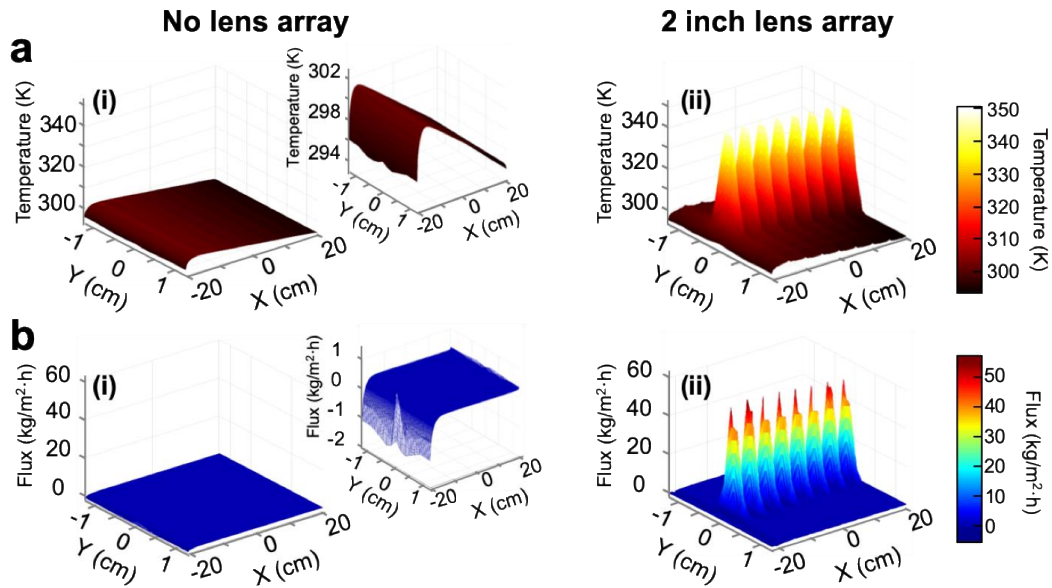 No lens array
2 inch lens array
a
(i)
Temperature (K)
340
320
300
-1
0
1
Y (cm)
-20
0
20
X (cm)
Temperature (K)
302
298
294
-1
0
1
Y (cm)
-20
0
20
X (cm)
(ii)
Temperature (K)
340
320
300
-1
0
1
Y (cm)
-20
0
20
X (cm)
350
340
330
320
310
300
Temperature (K)
b
(i)
Flux (kg/m²·h)
60
40
20
0
-1
0
1
Y (cm)
-20
0
20
X (cm)
Flux (kg/m²·h)
1
0
-1
-2
-1
0
1
Y (cm)
-20
0
20
X (cm)
(ii)
Flux (kg/m²·h)
60
40
20
0
-1
0
1
Y (cm)
-20
0
20
X (cm)
50
40
30
20
10
0
Flux (kg/m²·h)